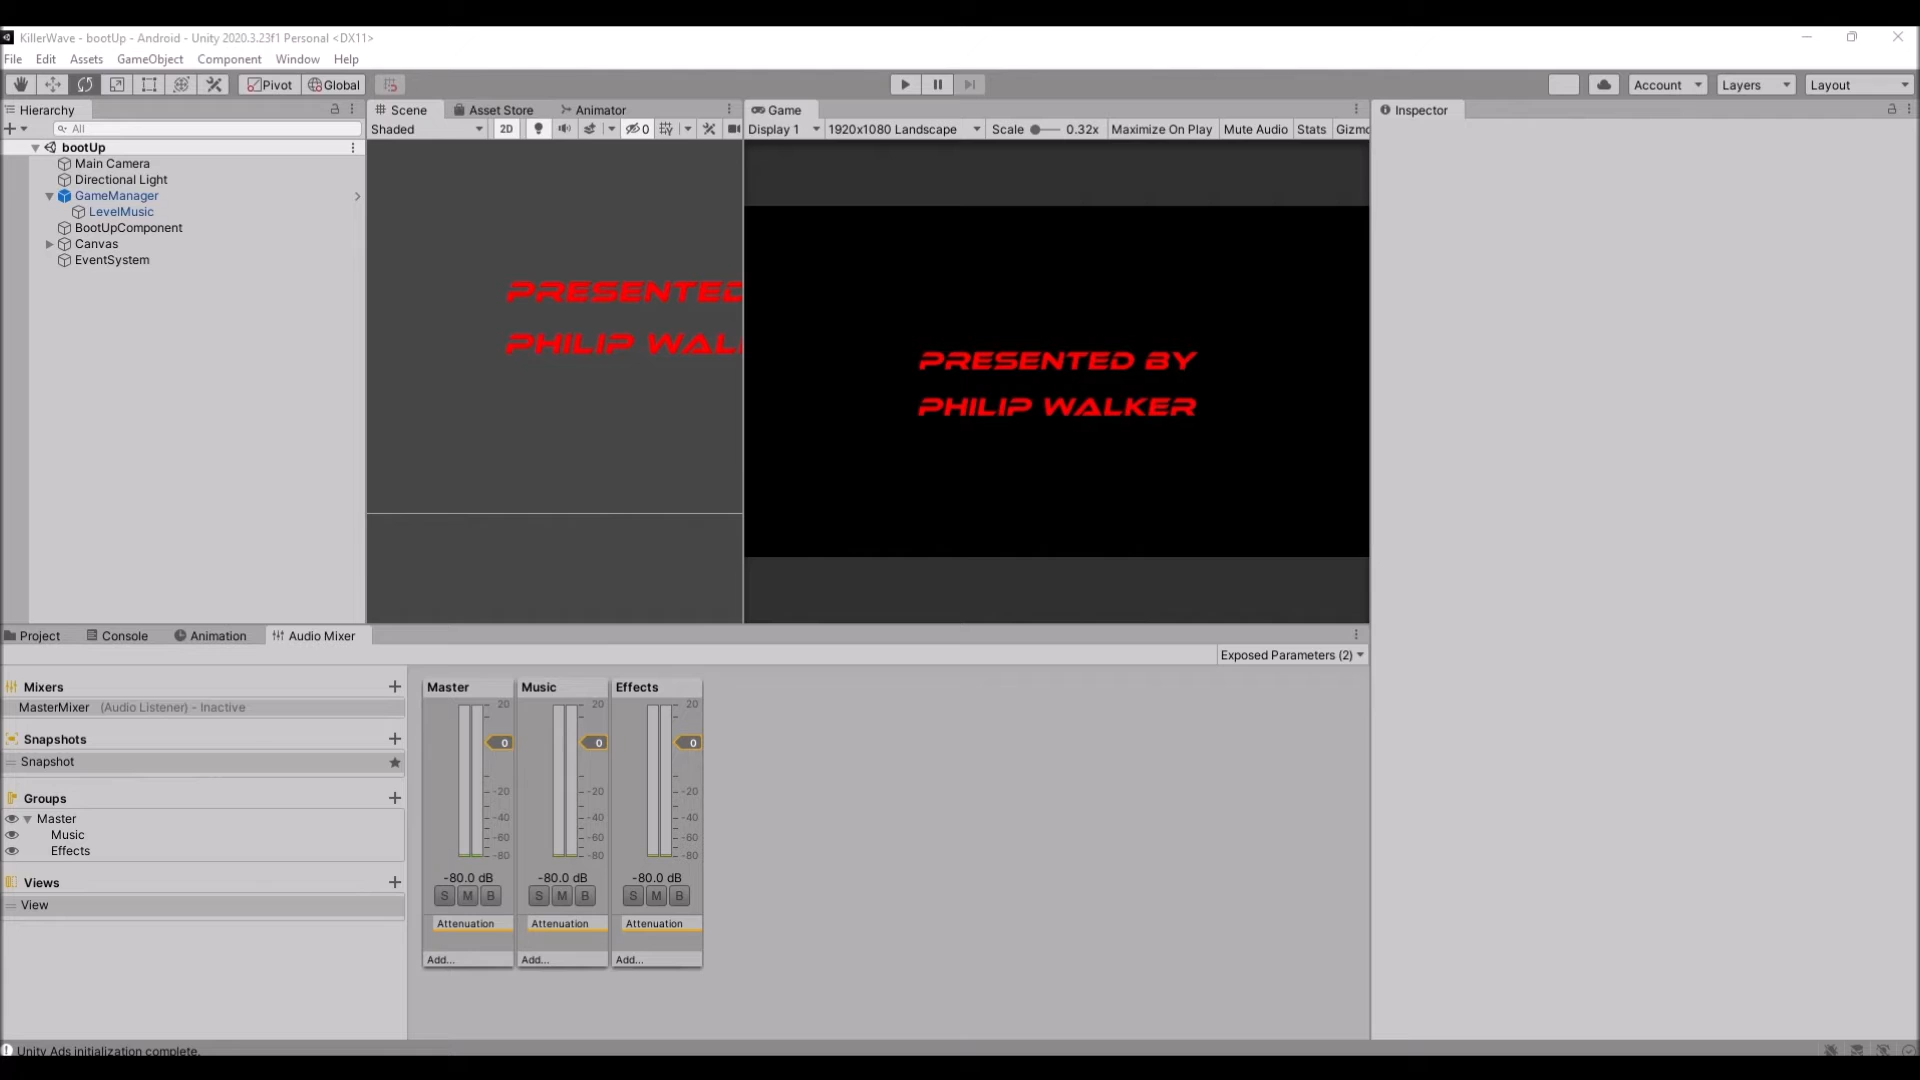 KillerWave - bootUp - Android - Unity 2020.3.23f1 Personal <DX11>
File Edit Assets GameObject Component Window Help
Pivot Global Account Layers Layout
Hierarchy
All
bootUp
Main Camera
Directional Light
GameManager
LevelMusic
BootUpComponent
Canvas
EventSystem
Scene Asset Store Animator
Shaded 2D 0
PRESENTED
PHILIP
Game
Display 1 1920x1080 Landscape Scale 0.32x Maximize On Play Mute Audio Stats
PRESENTED BY
PHILIP WALKER
Inspector
Project Console Animation Audio Mixer
Exposed Parameters (2)
Mixers
MasterMixer (Audio Listener) - Inactive
Snapshots
Snapshot
Groups
Master
Music
Effects
Views
View
Master Music Effects
20 20 20
0 0 0
-20 -20 -20
-40 -40 -40
-60 -60 -60
-80 -80 -80
-80.0 dB -80.0 dB -80.0 dB
S M B S M B S M B
Attenuation Attenuation Attenuation
Add... Add... Add...
Unity Ads initialization complete.